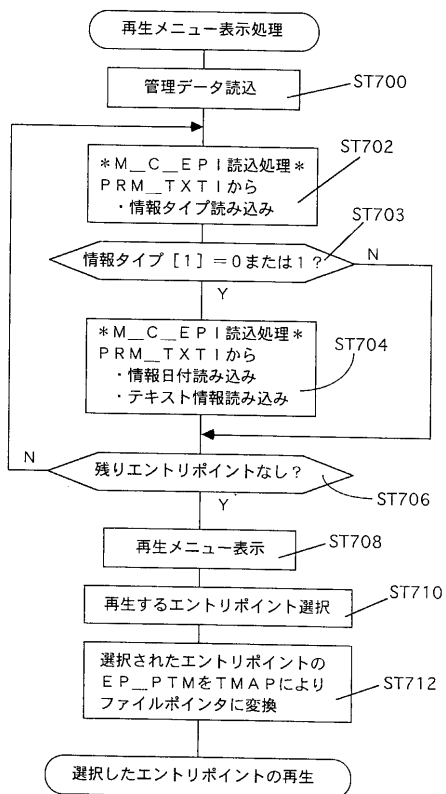 再生メニュー表示処理
管理データ読込
ST700
＊M＿C＿EPI読込処理＊
PRM＿TXTIから
・情報タイプ読み込み
ST702
情報タイプ［1］＝0または1？
ST703
N
Y
＊M＿C＿EPI読込処理＊
PRM＿TXTIから
・情報日付読み込み
・テキスト情報読み込み
ST704
残りエントリポイントなし？
N
ST706
Y
再生メニュー表示
ST708
再生するエントリポイント選択
ST710
選択されたエントリポイントの
EP＿PTMをTMAPにより
ファイルポインタに変換
ST712
選択したエントリポイントの再生